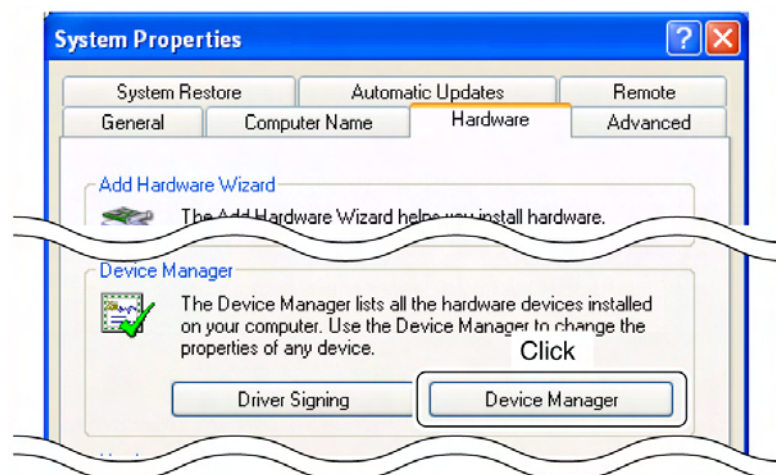 System Properties
System Restore Automatic Updates Remote
General Computer Name Hardware Advanced
Add Hardware Wizard
The Add Hardware Wizard helps you install hardware.
Device Manager
The Device Manager lists all the hardware devices installed
on your computer. Use the Device Manager to change the
properties of any device.
Click
Driver Signing Device Manager